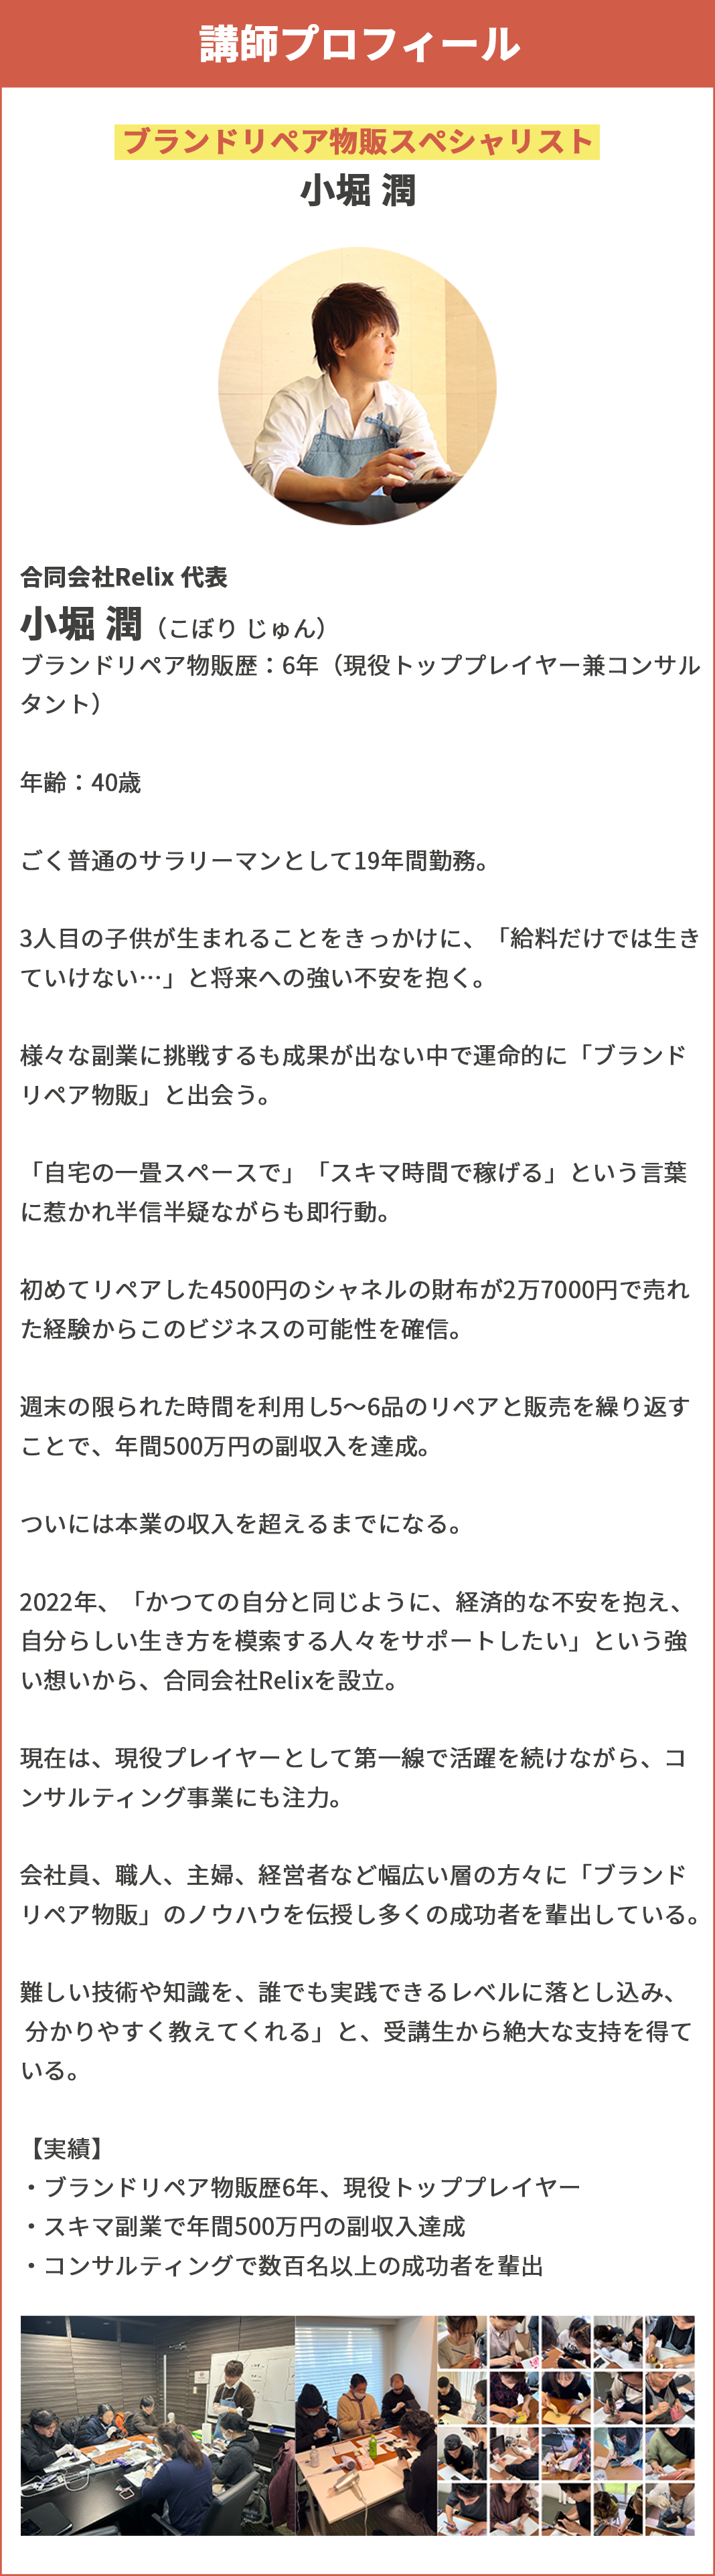 講師プロフィール
ブランドリペア物販スペシャリスト
小堀 潤
合同会社Relix 代表
小堀 潤（こぼり じゅん）
ブランドリペア物販歴：6年（現役トッププレイヤー兼コンサル
タント）
年齢：40歳
ごく普通のサラリーマンとして19年間勤務。
3人目の子供が生まれることをきっかけに、「給料だけでは生き
ていけない…」と将来への強い不安を抱く。
様々な副業に挑戦するも成果が出ない中で運命的に「ブランド
リペア物販」と出会う。
「自宅の一畳スペースで」「スキマ時間で稼げる」という言葉
に惹かれ半信半疑ながらも即行動。
初めてリペアした4500円のシャネルの財布が2万7000円で売れ
た経験からこのビジネスの可能性を確信。
週末の限られた時間を利用し5〜6品のリペアと販売を繰り返す
ことで、年間500万円の副収入を達成。
ついには本業の収入を超えるまでになる。
2022年、「かつての自分と同じように、経済的な不安を抱え、
自分らしい生き方を模索する人々をサポートしたい」という強
い想いから、合同会社Relixを設立。
現在は、現役プレイヤーとして第一線で活躍を続けながら、コ
ンサルティング事業にも注力。
会社員、職人、主婦、経営者など幅広い層の方々に「ブランド
リペア物販」のノウハウを伝授し多くの成功者を輩出している。
難しい技術や知識を、誰でも実践できるレベルに落とし込み、
分かりやすく教えてくれる」と、受講生から絶大な支持を得て
いる。
【実績】
・ブランドリペア物販歴6年、現役トッププレイヤー
・スキマ副業で年間500万円の副収入達成
・コンサルティングで数百名以上の成功者を輩出